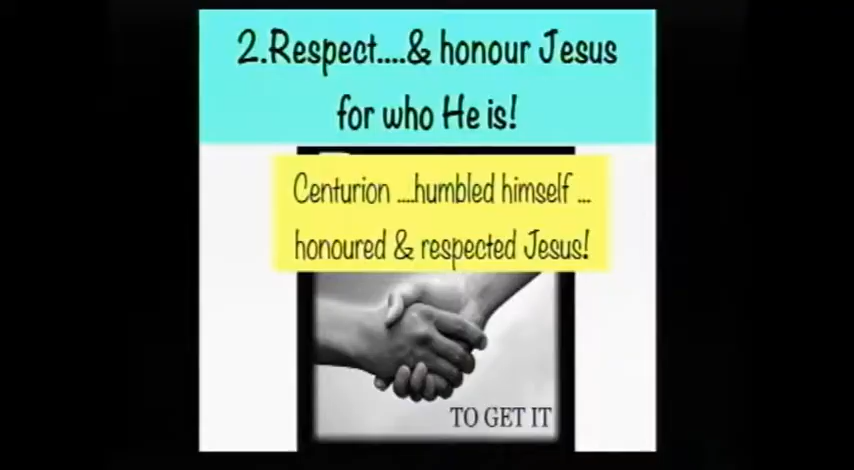 2.Respect....& honour Jesus
for who He is!
Centurion ....humbled himself ...
honoured & respected Jesus!
TO GET IT